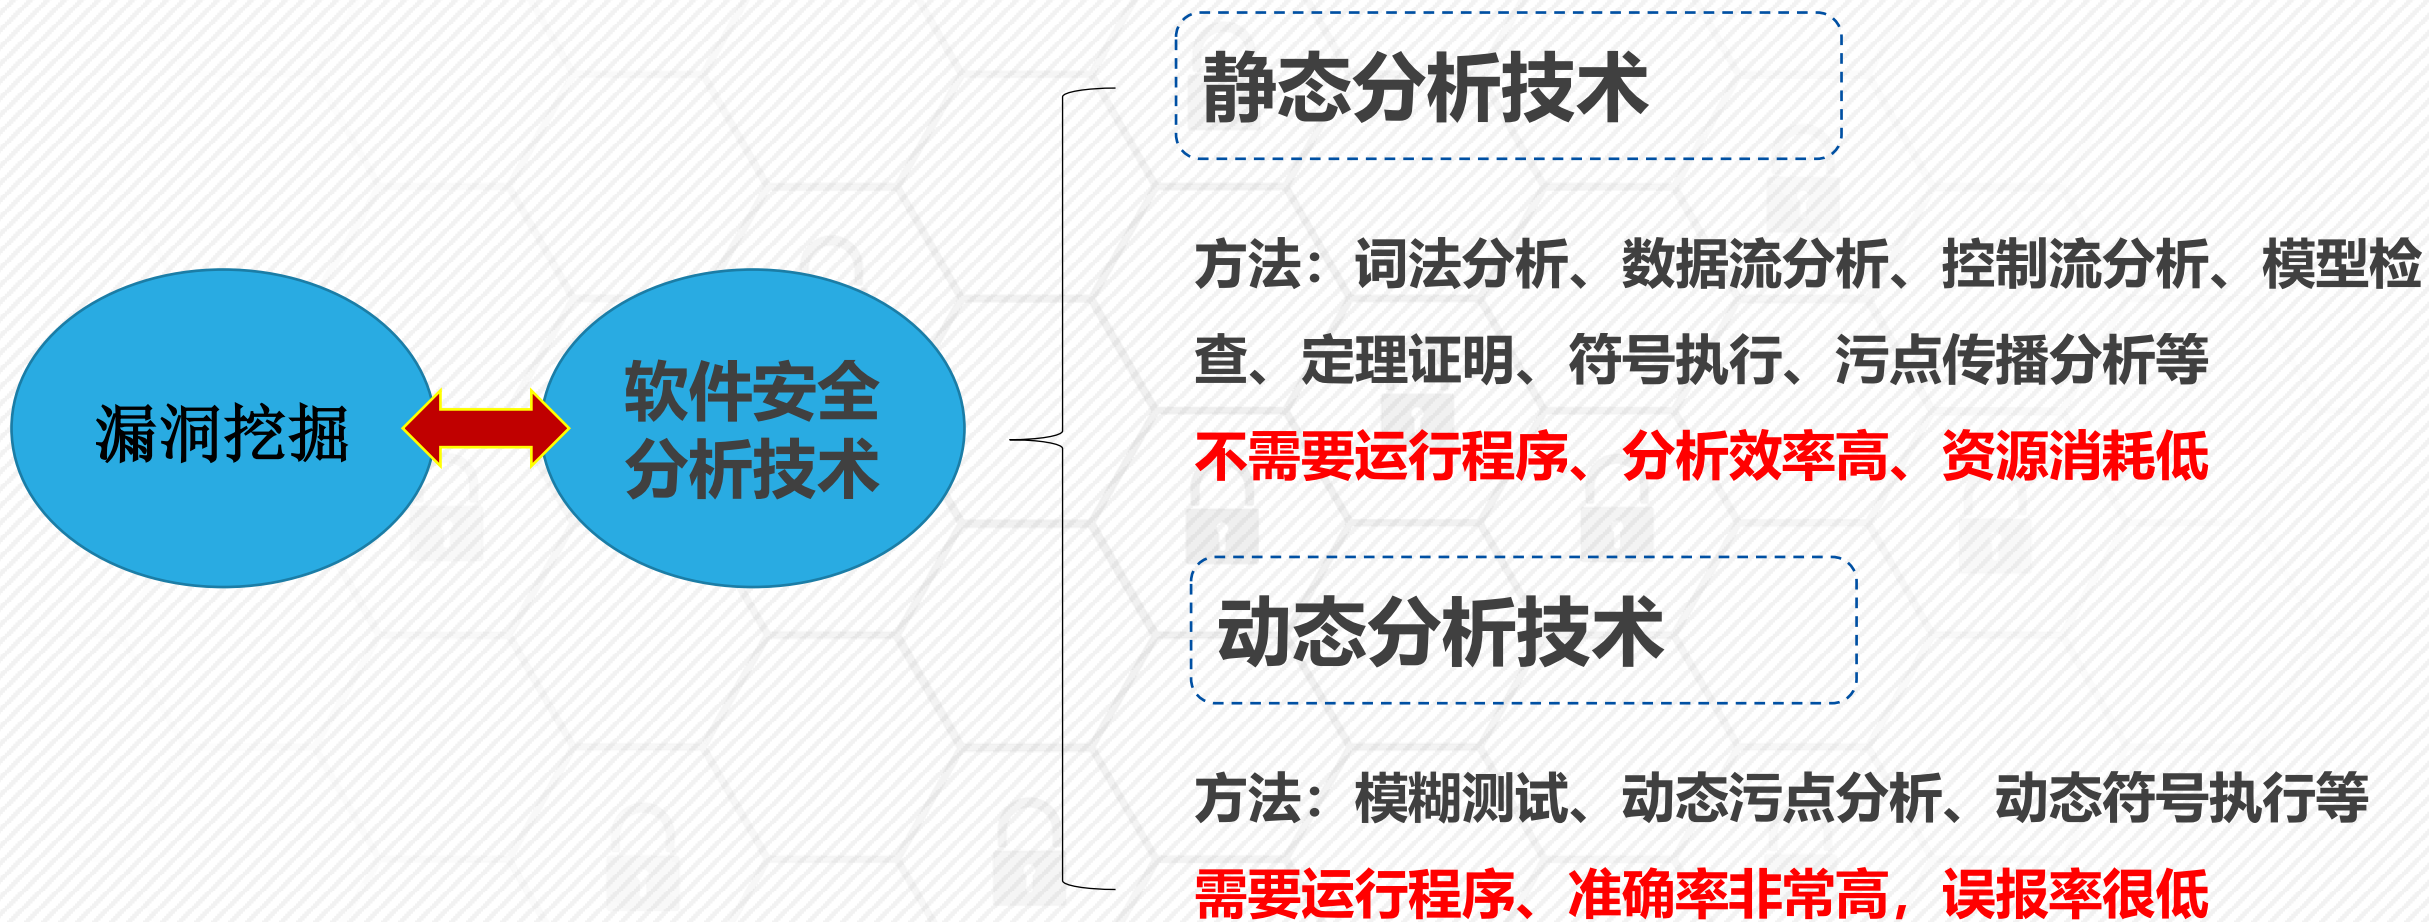 漏洞挖掘
软件安全
分析技术
静态分析技术
方法：词法分析、数据流分析、控制流分析、模型检
查、定理证明、符号执行、污点传播分析等
不需要运行程序、分析效率高、资源消耗低
动态分析技术
方法：模糊测试、动态污点分析、动态符号执行等
需要运行程序、准确率非常高，误报率很低